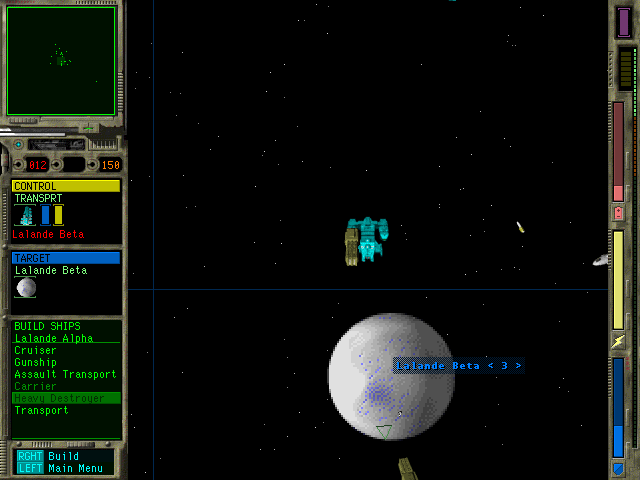 012 150
CONTROL
TRANSPRT
Lalande Beta
TARGET
Lalande Beta
BUILD SHIPS
Lalande Alpha
Cruiser
Gunship
Assault Transport
Carrier
Heavy Destroyer
Transport
RGHT Build
LEFT Main Menu
Lalande Beta < 3 >